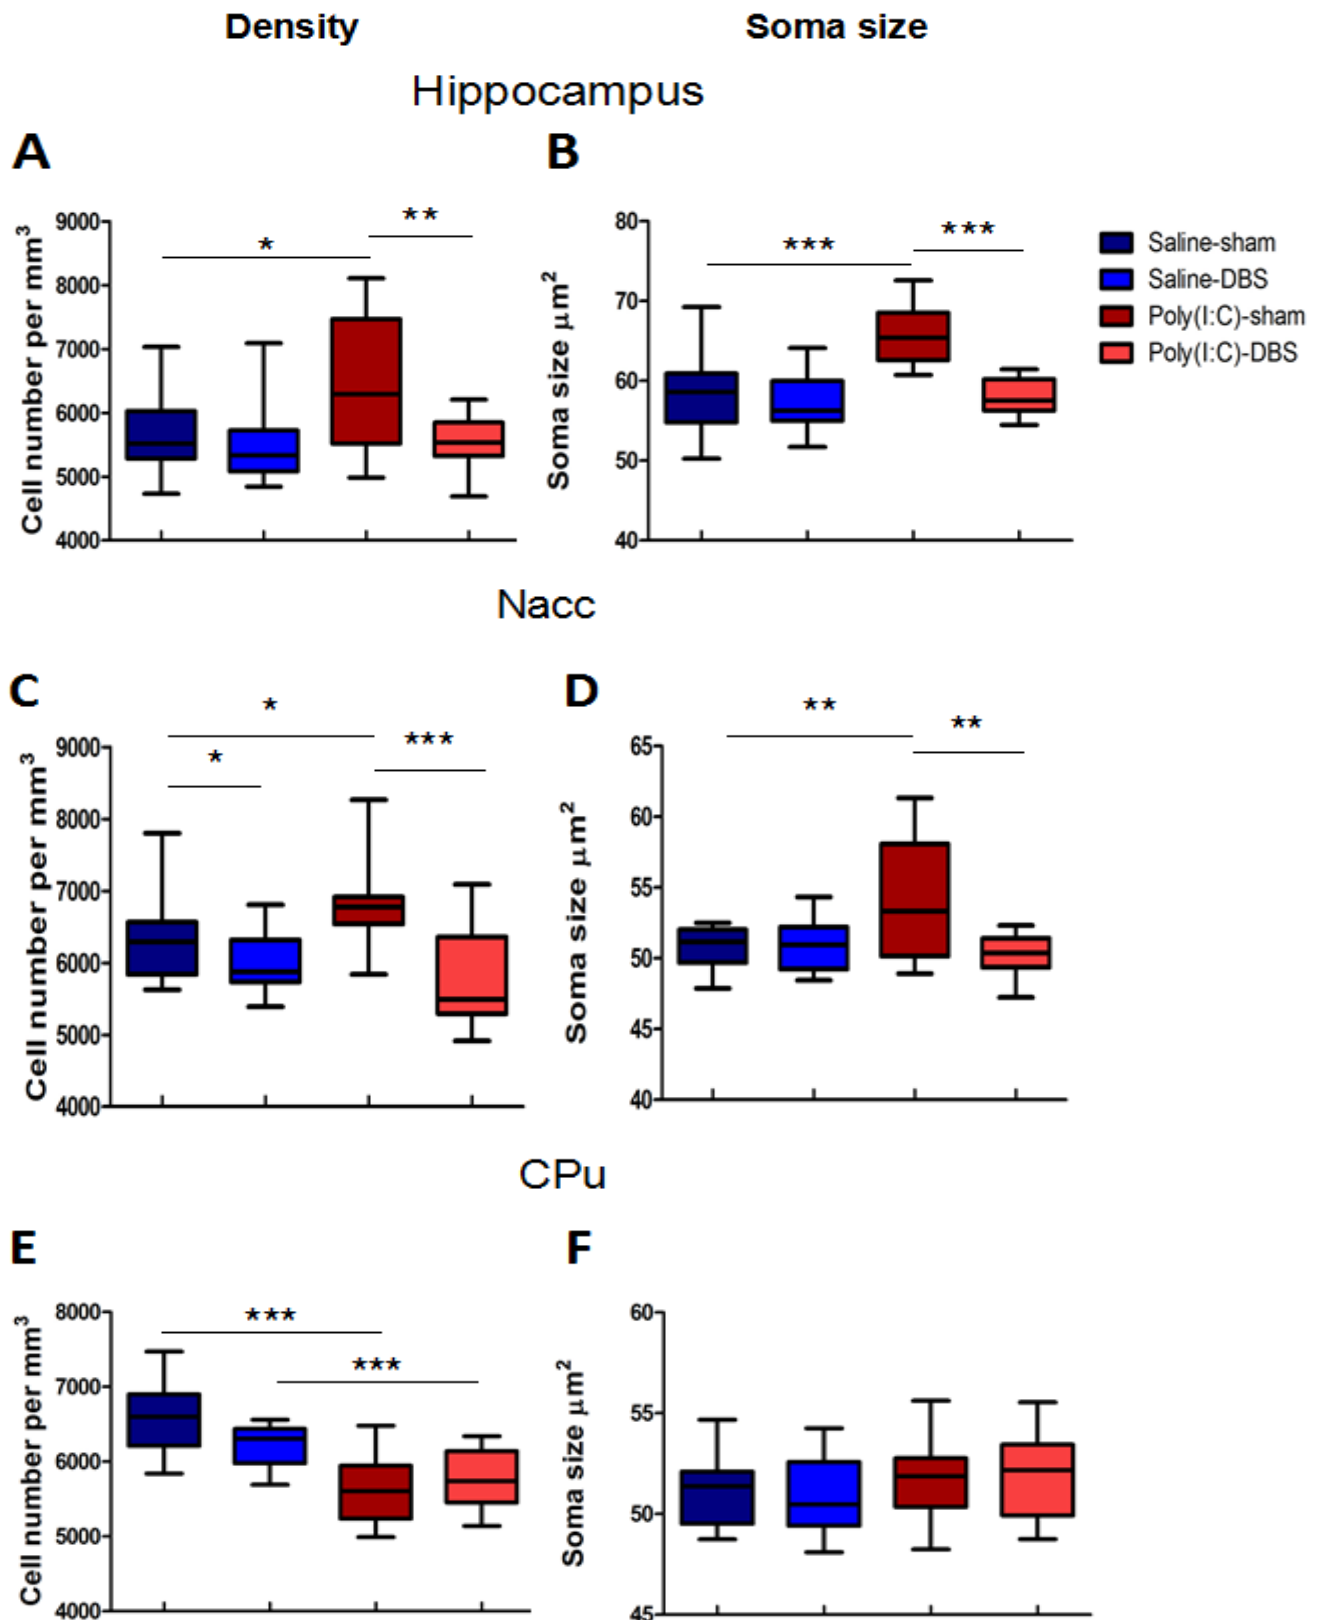 Density Soma size
Hippocampus
A B
Cell number per mm³
9000
8000
7000
6000
5000
4000
*
**
Soma size µm²
80
70
60
50
40
***
***
Saline-sham
Saline-DBS
Poly(I:C)-sham
Poly(I:C)-DBS
Nacc
C D
Cell number per mm³
9000
8000
7000
6000
5000
4000
*
*
***
Soma size µm²
65
60
55
50
45
40
**
**
CPu
E F
Cell number per mm³
8000
7000
6000
5000
4000
***
***
Soma size µm²
60
55
50
45